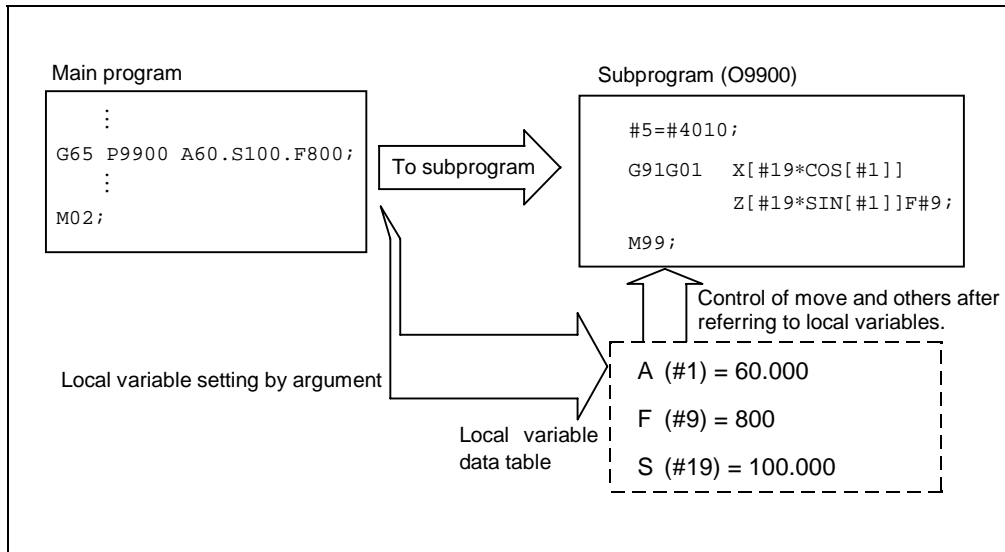 Main program
⋮
G65 P9900 A60.S100.F800;
⋮
M02;
To subprogram
Subprogram (O9900)
#5=#4010;
G91G01 X[#19*COS[#1]]
Z[#19*SIN[#1]]F#9;
M99;
Control of move and others after
referring to local variables.
Local variable setting by argument
Local variable
data table
A (#1) = 60.000
F (#9) = 800
S (#19) = 100.000